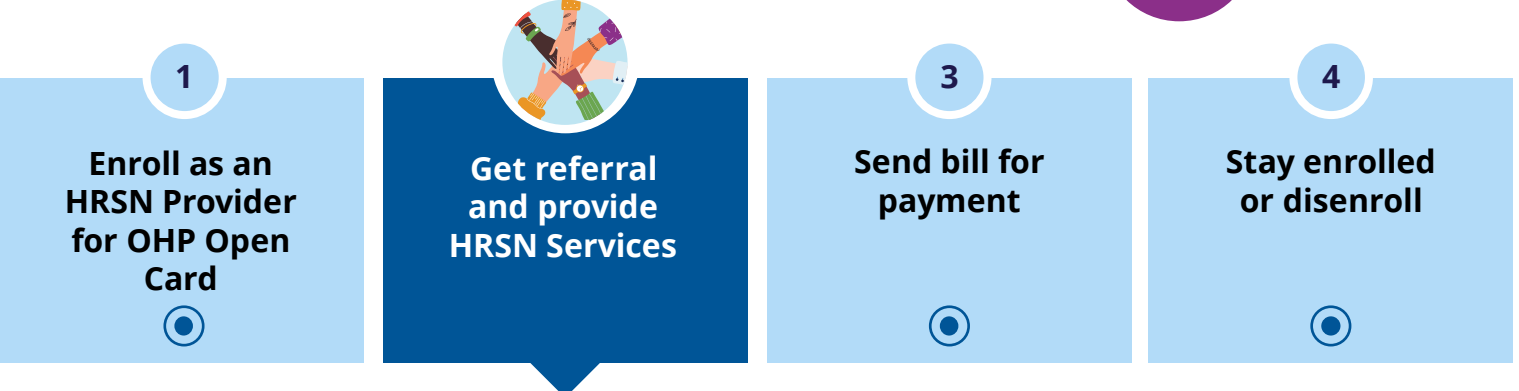 1
Enroll as an
HRSN Provider
for OHP Open
Card
Get referral
and provide
HRSN Services
3
Send bill for
payment
4
Stay enrolled
or disenroll